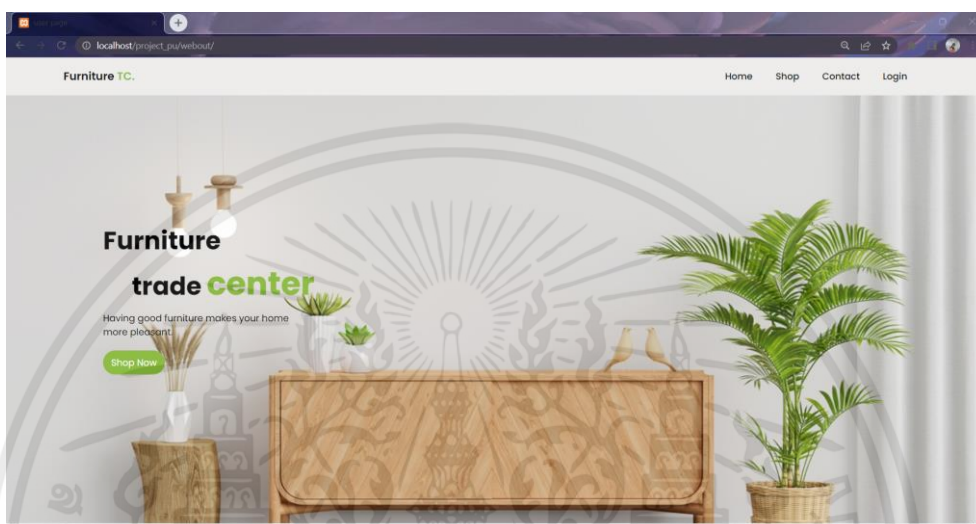 localhost/project_pu/webout/
Furniture TC.
Home Shop Contact Login
Furniture
trade center
Having good furniture makes your home
more pleasant.
Shop Now